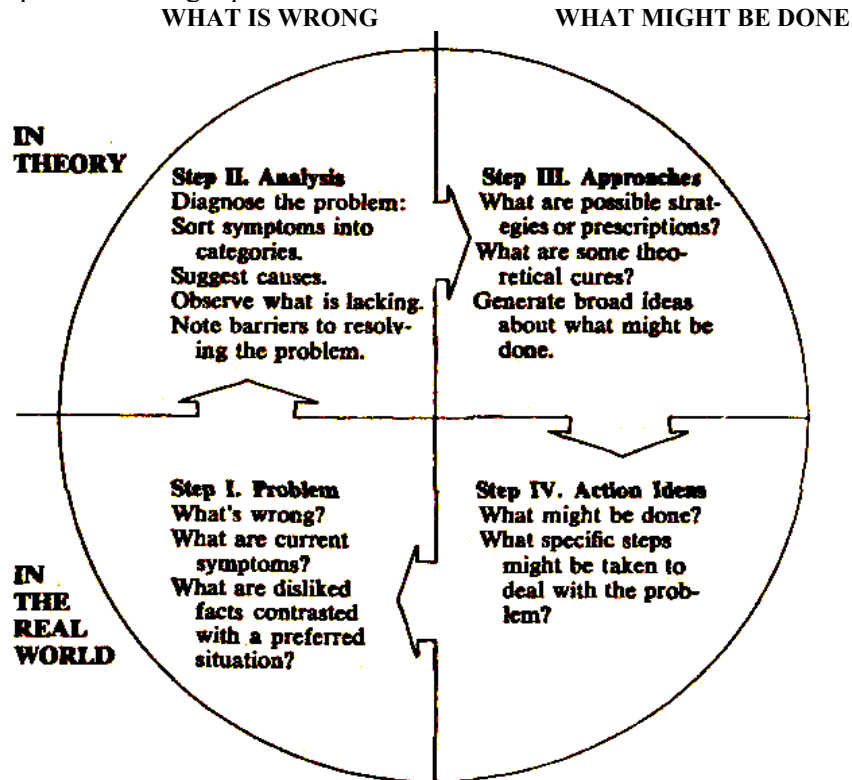 WHAT IS WRONG
WHAT MIGHT BE DONE
IN
THEORY
Step II. Analysis
Diagnose the problem:
Sort symptoms into
categories.
Suggest causes.
Observe what is lacking.
Note barriers to resolv-
ing the problem.
Step III. Approaches
What are possible strat-
egies or prescriptions?
What are some theo-
retical cures?
Generate broad ideas
about what might be
done.
IN
THE
REAL
WORLD
Step I. Problem
What's wrong?
What are current
symptoms?
What are disliked
facts contrasted
with a preferred
situation?
Step IV. Action Ideas
What might be done?
What specific steps
might be taken to
deal with the prob-
lem?